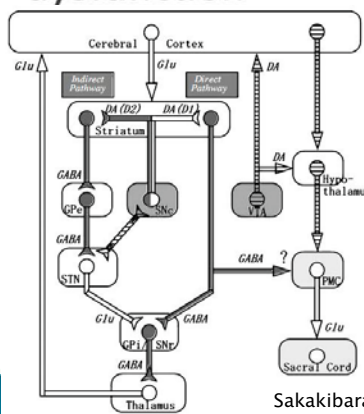 Cerebral Cortex
Glu
Glu
Indirect
Pathway
Direct
Pathway
DA
DA(D2) DA(D1)
Striatum
DA
GABA
GPe
SNc
VTA
Hypo-
thalamus
GABA
STN
GABA
?
PMC
Glu
GABA
Glu
GPi/ SNr
GABA
Sacral Cord
Thalamus
Sakakibara